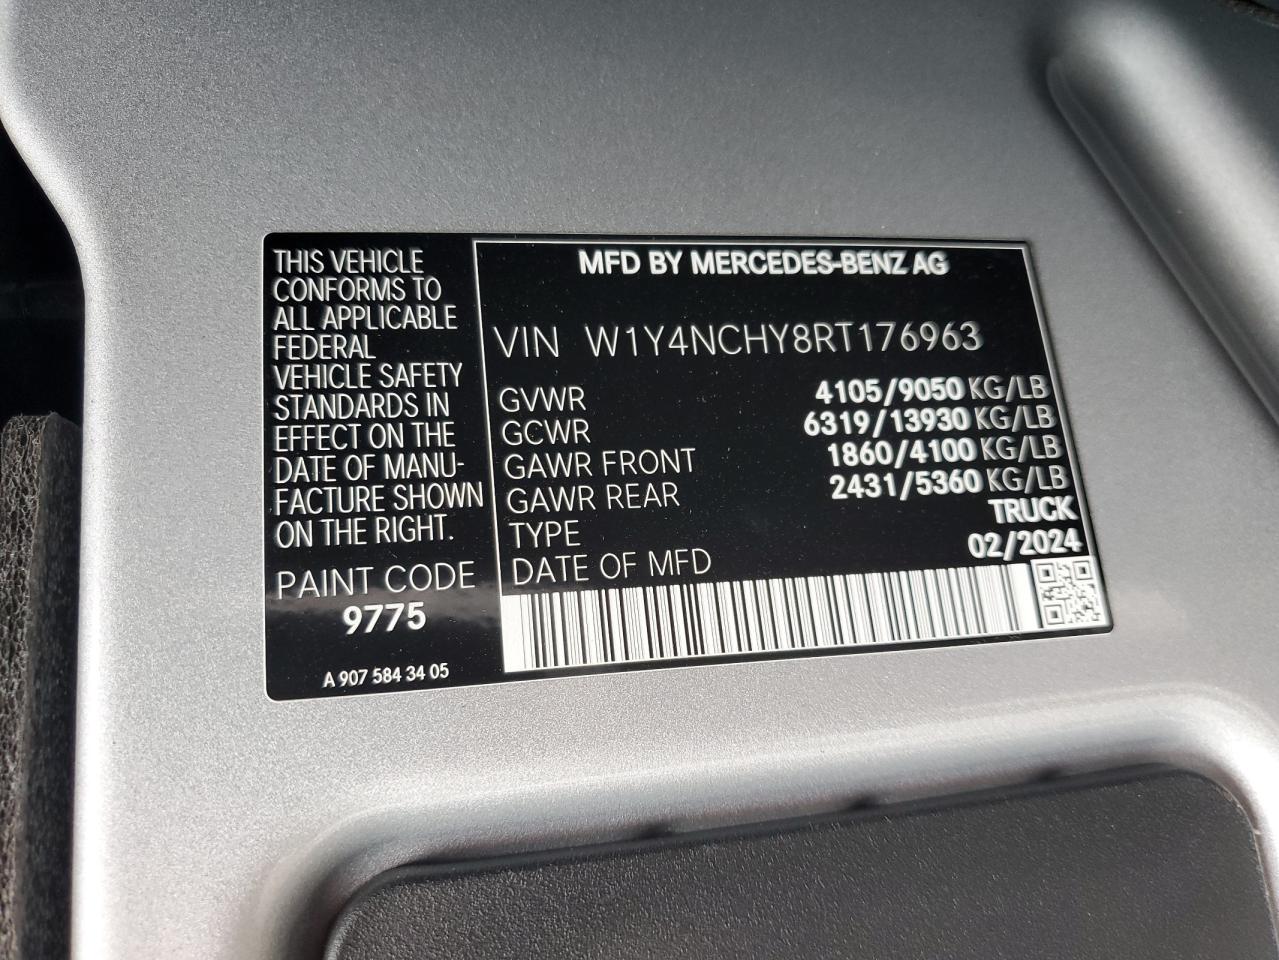 THIS VEHICLE
CONFORMS TO
ALL APPLICABLE
FEDERAL
VEHICLE SAFETY
STANDARDS IN
EFFECT ON THE
DATE OF MANU-
FACTURE SHOWN
ON THE RIGHT.
PAINT CODE
9775
A 907 584 34 05
MFD BY MERCEDES-BENZ AG
VIN W1Y4NCHY8RT176963
GVWR 4105/9050 KG/LB
GCWR 6319/13930 KG/LB
GAWR FRONT 1860/4100 KG/LB
GAWR REAR 2431/5360 KG/LB
TYPE TRUCK
DATE OF MFD 02/2024